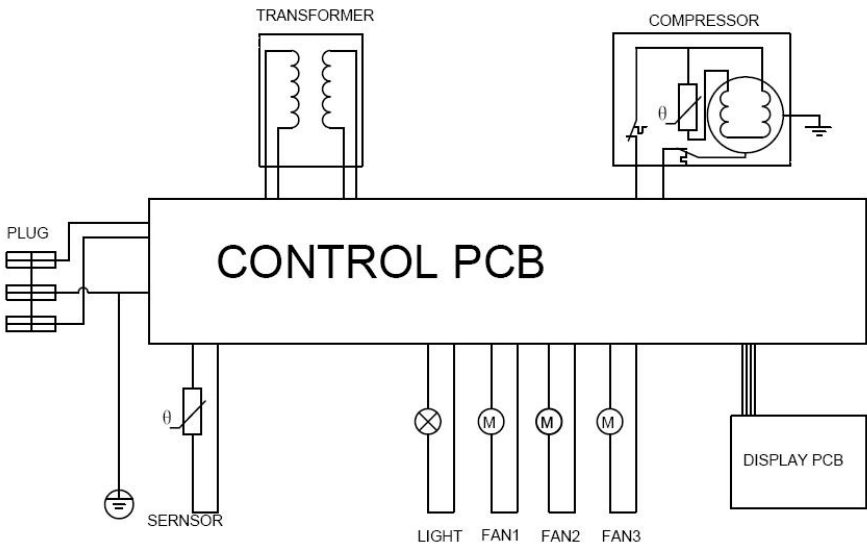 TRANSFORMER
COMPRESSOR
θ
PLUG
CONTROL PCB
θ
M
M
M
DISPLAY PCB
SERNSOR
LIGHT
FAN1
FAN2
FAN3